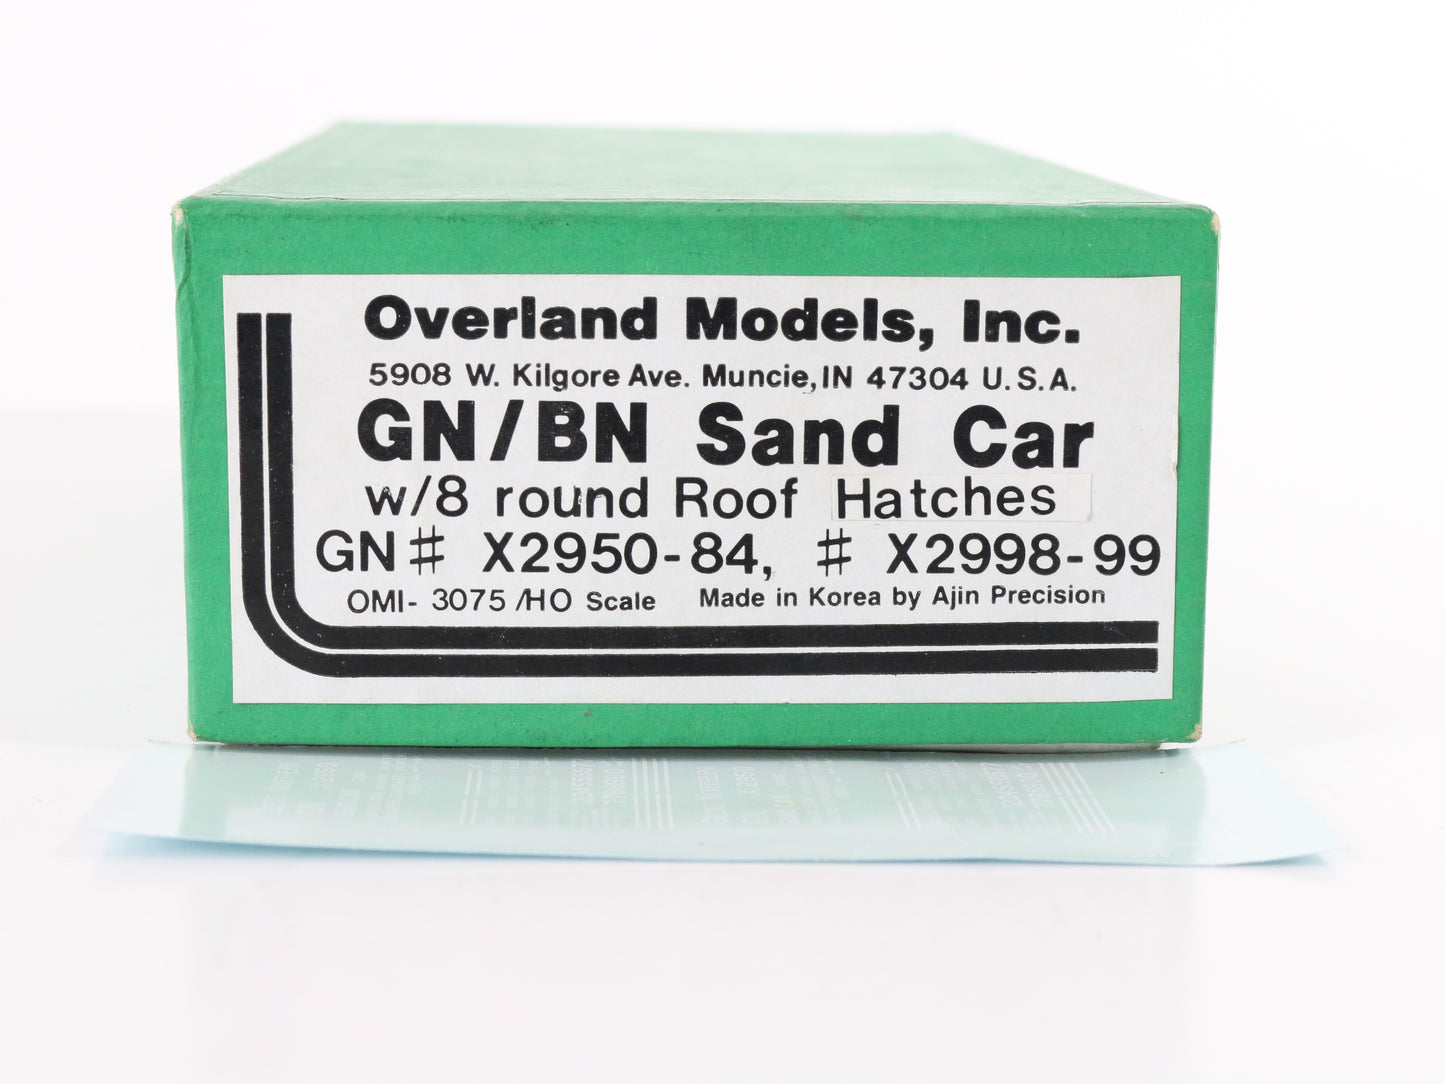 Overland Models, Inc.
5908 W. Kilgore Ave. Muncie, IN 47304 U.S.A.
GN/BN Sand Car
w/8 round Roof Hatches
GN# X2950-84, # X2998-99
OMI- 3075 /HO Scale Made in Korea by Ajin Precision